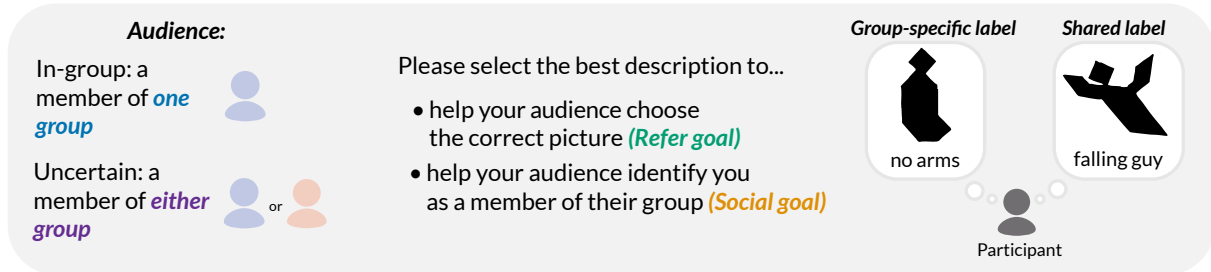 Audience:
In-group: a
member of one
group
Uncertain: a
member of either
group
or
Please select the best description to...
• help your audience choose
the correct picture (Refer goal)
• help your audience identify you
as a member of their group (Social goal)
Group-specific label
Shared label
no arms
falling guy
Participant